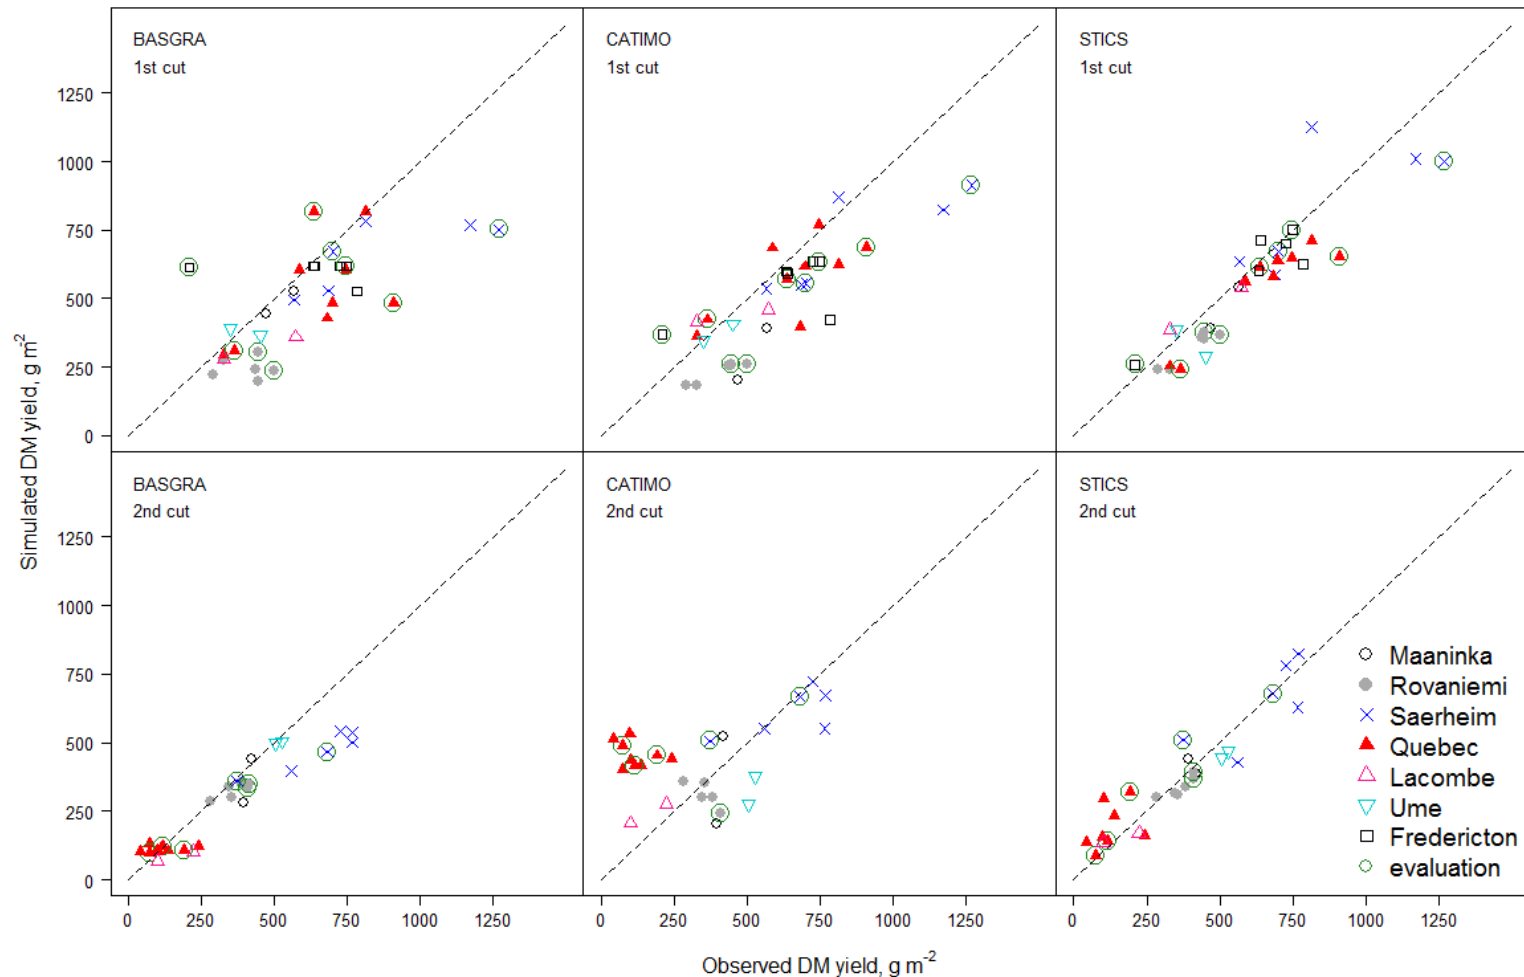 BASGRA
1st cut
CATIMO
1st cut
STICS
1st cut
1250
1000
750
500
250
0
BASGRA
2nd cut
CATIMO
2nd cut
STICS
2nd cut
1250
1000
750
500
250
0
Simulated DM yield, g m-2
Maaninka
Rovaniemi
Saerheim
Quebec
Lacombe
Ume
Fredericton
evaluation
0 250 500 750 1000 1250
0 250 500 750 1000 1250
0 250 500 750 1000 1250
Observed DM yield, g m-2